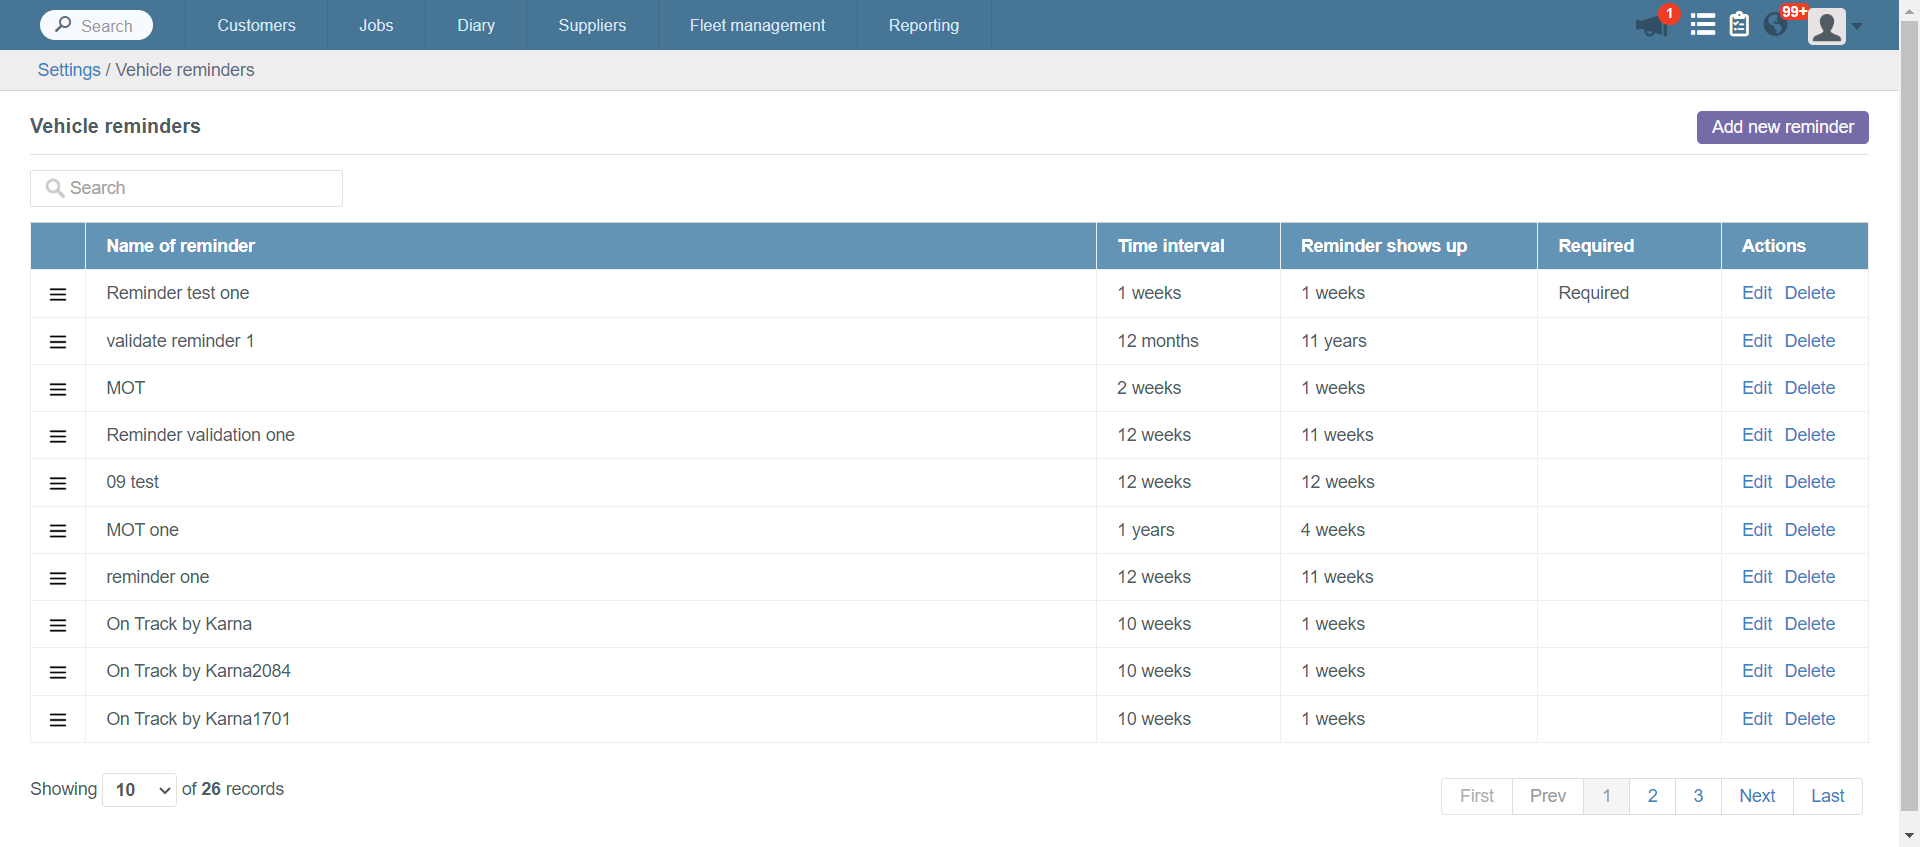 Search Customers Jobs Diary Suppliers Fleet management Reporting 1 99+
Settings / Vehicle reminders
Vehicle reminders Add new reminder
Search
Name of reminder Time interval Reminder shows up Required Actions
Reminder test one 1 weeks 1 weeks Required Edit Delete
validate reminder 1 12 months 11 years Edit Delete
MOT 2 weeks 1 weeks Edit Delete
Reminder validation one 12 weeks 11 weeks Edit Delete
09 test 12 weeks 12 weeks Edit Delete
MOT one 1 years 4 weeks Edit Delete
reminder one 12 weeks 11 weeks Edit Delete
On Track by Karna 10 weeks 1 weeks Edit Delete
On Track by Karna2084 10 weeks 1 weeks Edit Delete
On Track by Karna1701 10 weeks 1 weeks Edit Delete
Showing 10 of 26 records First Prev 1 2 3 Next Last